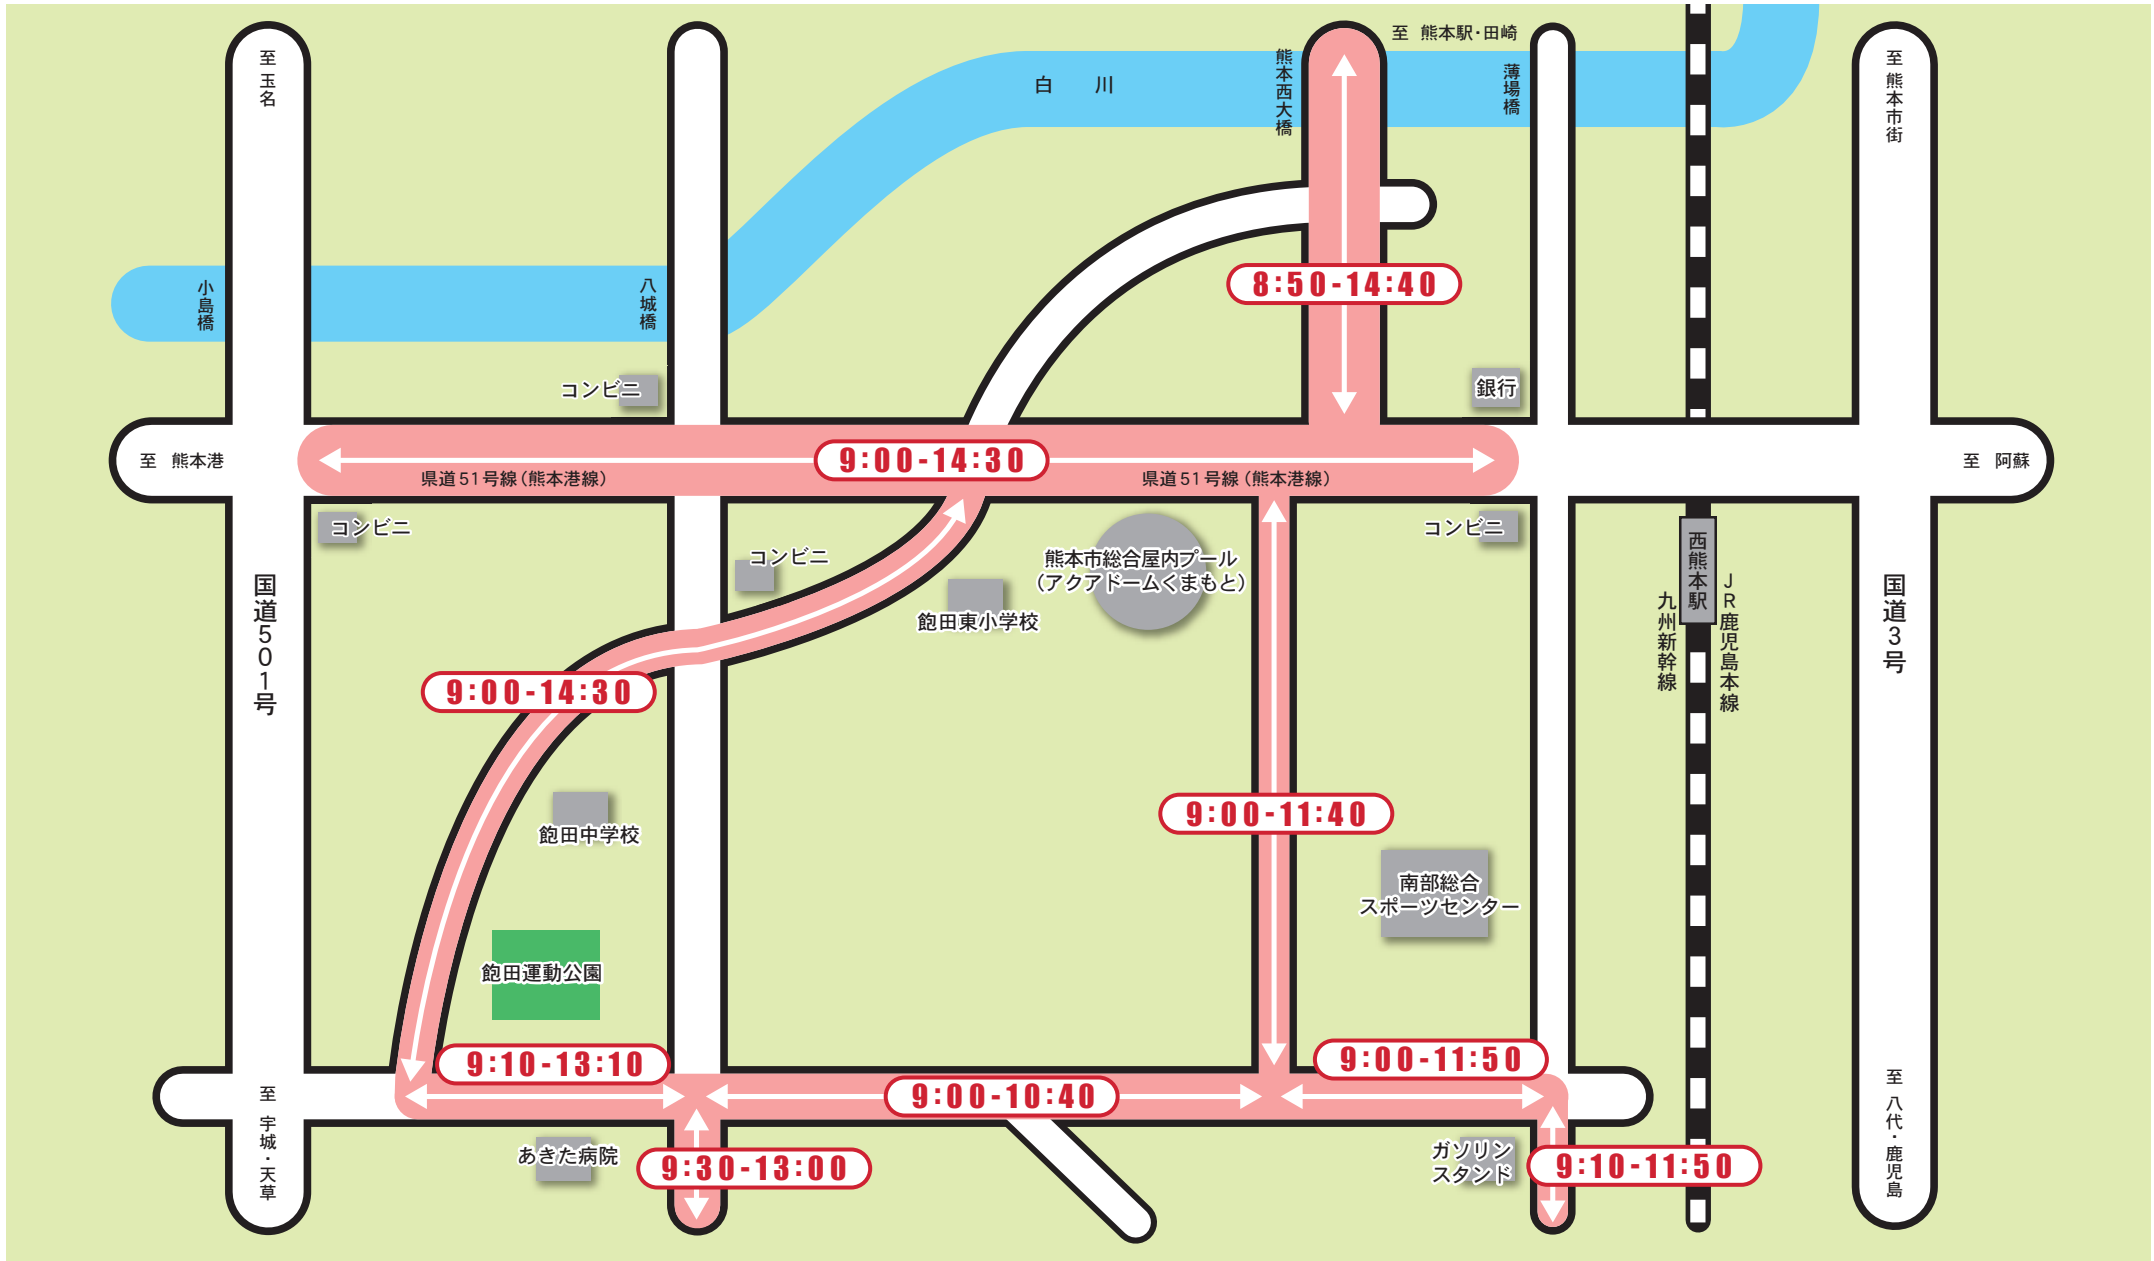 至 玉名
白 川
熊本西大橋
至 熊本駅・田崎
薄場橋
至 熊本市街
小島橋
八城橋
8:50-14:40
コンビニ
銀行
至 熊本港
9:00-14:30
県道51号線(熊本港線)
県道51号線(熊本港線)
至 阿蘇
コンビニ
コンビニ
コンビニ
熊本市総合屋内プール
(アクアドームくまもと)
飽田東小学校
西熊本駅
JR鹿児島本線
九州新幹線
国道501号
国道3号
9:00-14:30
飽田中学校
9:00-11:40
南部総合
スポーツセンター
飽田運動公園
9:10-13:10
9:00-10:40
9:00-11:50
至 宇城・天草
あきた病院
9:30-13:00
ガソリン
スタンド
9:10-11:50
至 八代・鹿児島